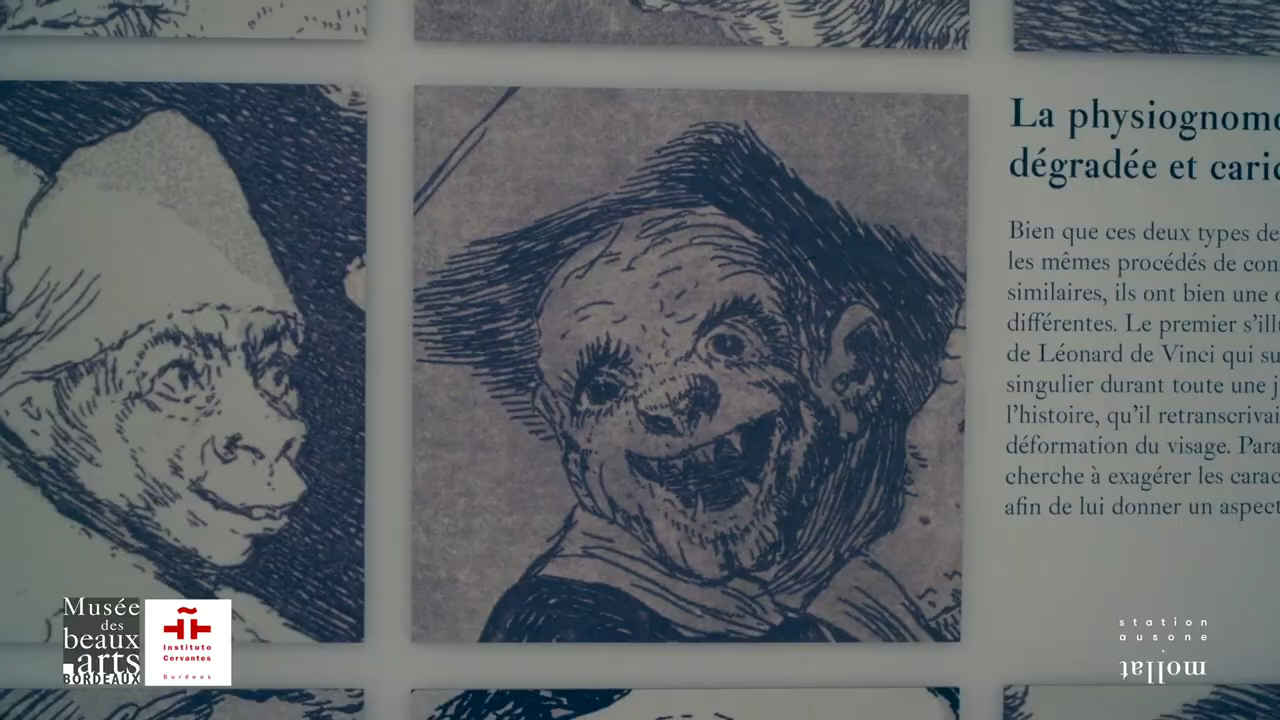 La physiognomo
dégradée et caric
Bien que ces deux types de
les mêmes procédés de con
similaires, ils ont bien une
différentes. Le premier s'illu
de Léonard de Vinci qui su
singulier durant toute une j
l'histoire, qu'il retranscrivai
déformation du visage. Para
cherche à exagérer les carac
afin de lui donner un aspect
Musée
des
beaux
arts
BORDEAUX
Instituto
Cervantes
Burdeos
station
ausone
mollat